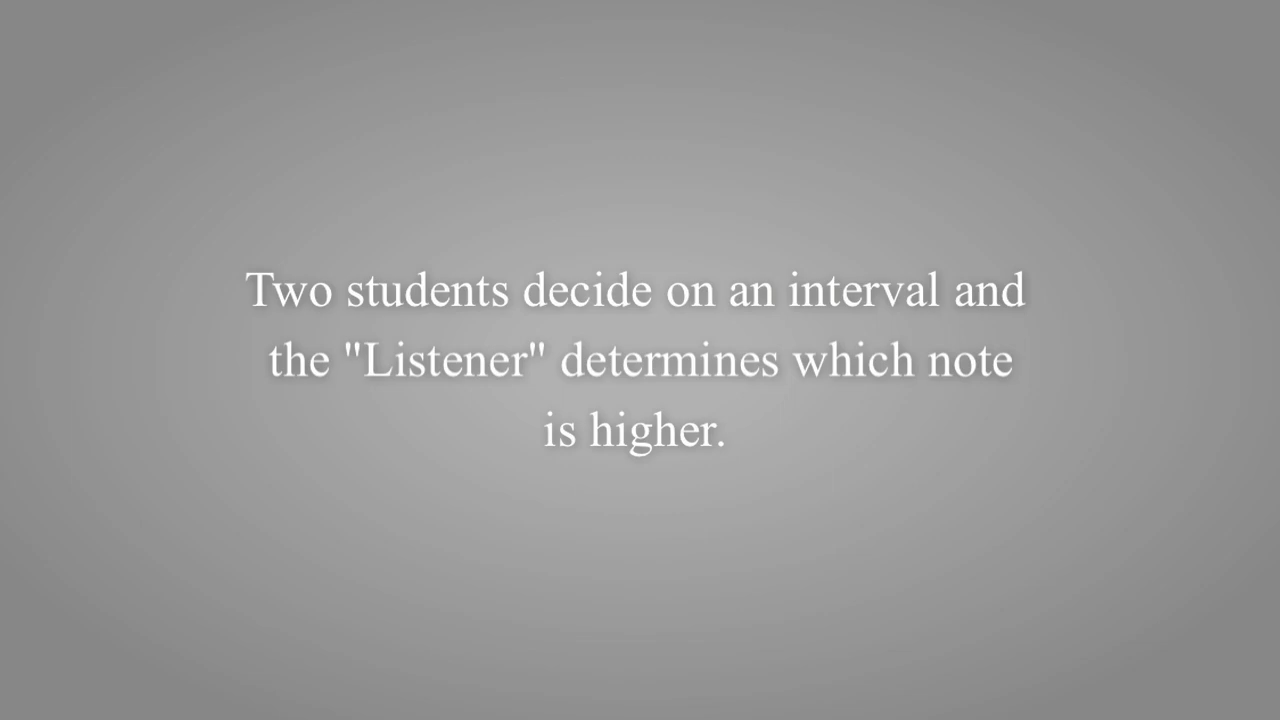 Two students decide on an interval and
the "Listener" determines which note
is higher.